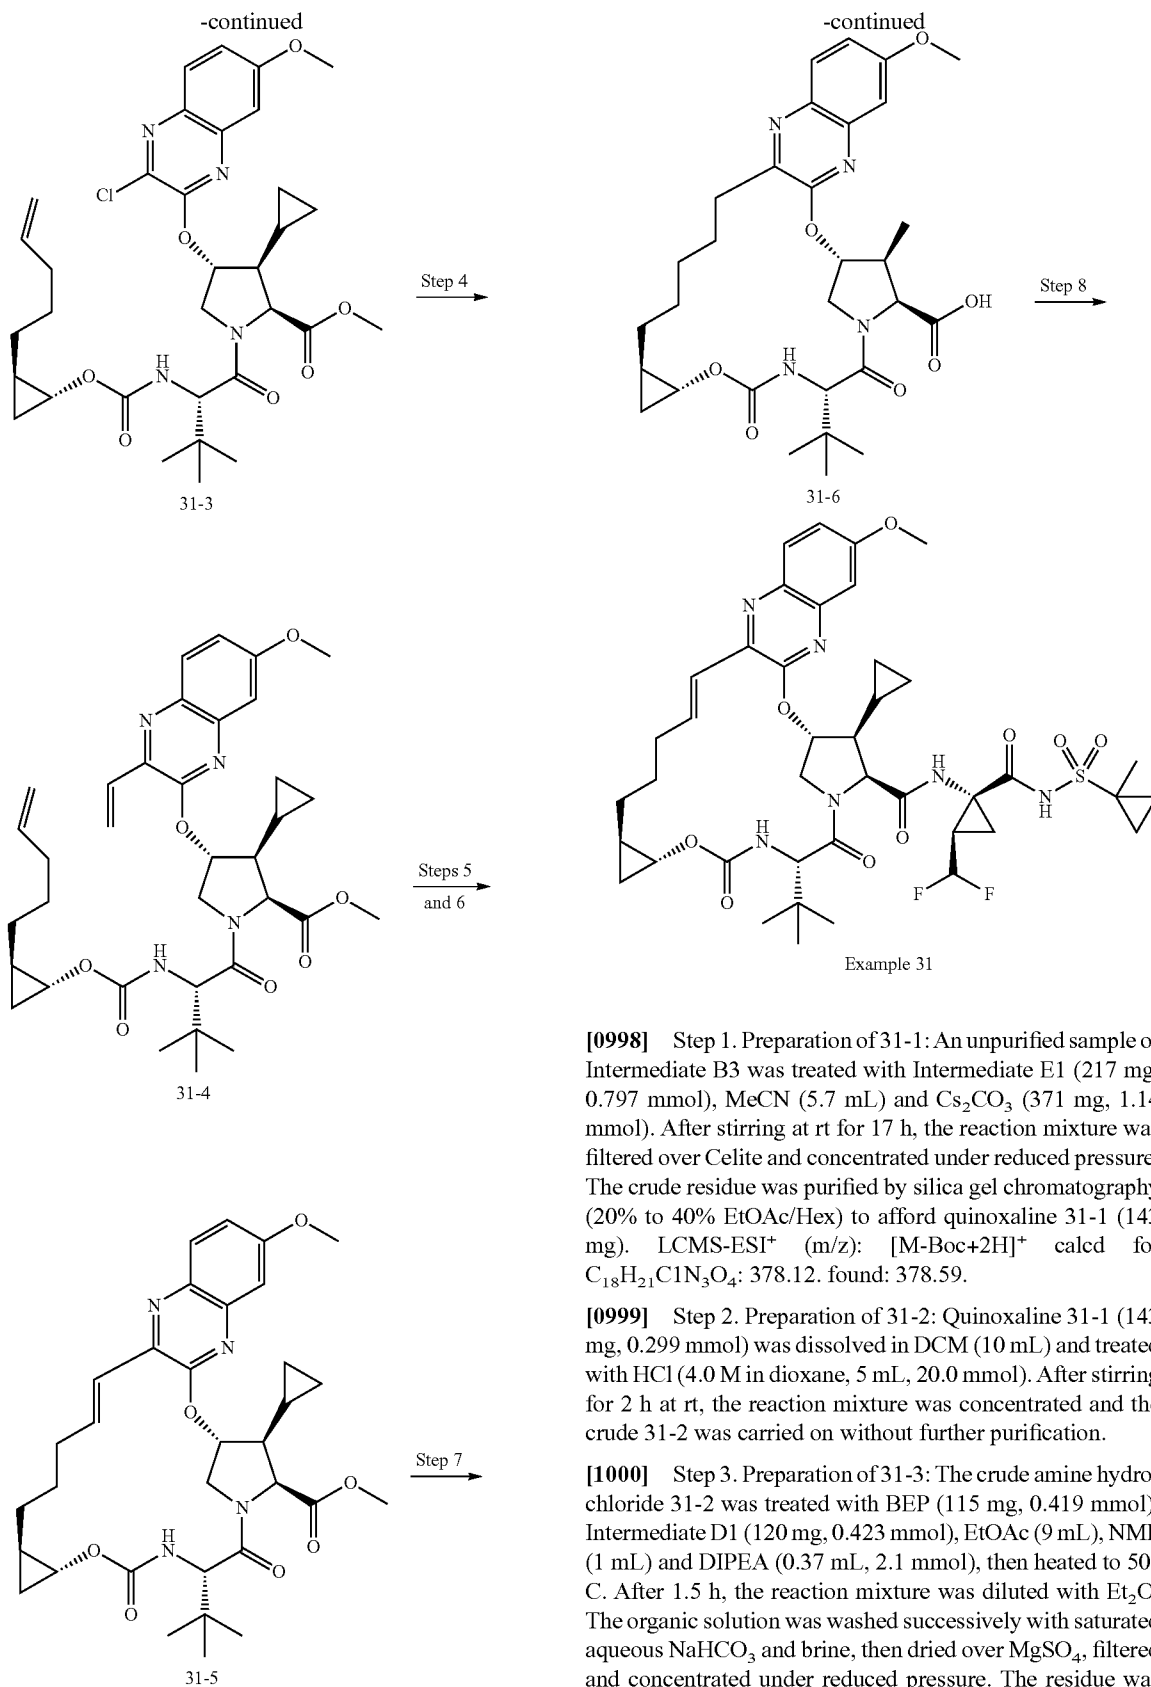 -continued
O
N
N
Cl
O
N
O
O
H
N
O
O
O
31-3
Step 4
O
N
N
O
N
O
O
H
N
O
O
O
31-4
Steps 5
and 6
O
N
N
O
N
O
O
H
N
O
O
O
31-5
Step 7
-continued
O
N
N
O
N
OH
O
H
N
O
O
O
31-6
Step 8
O
N
N
O
N
O
H
N
O
N
H
O
O
S
F
F
H
N
O
O
O
Example 31
[0998] Step 1. Preparation of 31-1: An unpurified sample o
Intermediate B3 was treated with Intermediate E1 (217 mg
0.797 mmol), MeCN (5.7 mL) and Cs₂CO₃ (371 mg, 1.14
mmol). After stirring at rt for 17 h, the reaction mixture wa
filtered over Celite and concentrated under reduced pressure
The crude residue was purified by silica gel chromatography
(20% to 40% EtOAc/Hex) to afford quinoxaline 31-1 (143
mg). LCMS-ESI⁺ (m/z): [M-Boc+2H]⁺ calcd fo
C₁₈H₂₁C1N₃O₄: 378.12. found: 378.59.
[0999] Step 2. Preparation of 31-2: Quinoxaline 31-1 (143
mg, 0.299 mmol) was dissolved in DCM (10 mL) and treated
with HCl (4.0 M in dioxane, 5 mL, 20.0 mmol). After stirring
for 2 h at rt, the reaction mixture was concentrated and the
crude 31-2 was carried on without further purification.
[1000] Step 3. Preparation of 31-3: The crude amine hydro
chloride 31-2 was treated with BEP (115 mg, 0.419 mmol)
Intermediate D1 (120 mg, 0.423 mmol), EtOAc (9 mL), NMI
(1 mL) and DIPEA (0.37 mL, 2.1 mmol), then heated to 50
C. After 1.5 h, the reaction mixture was diluted with Et₂O
The organic solution was washed successively with saturated
aqueous NaHCO₃ and brine, then dried over MgSO₄, filtered
and concentrated under reduced pressure. The residue wa